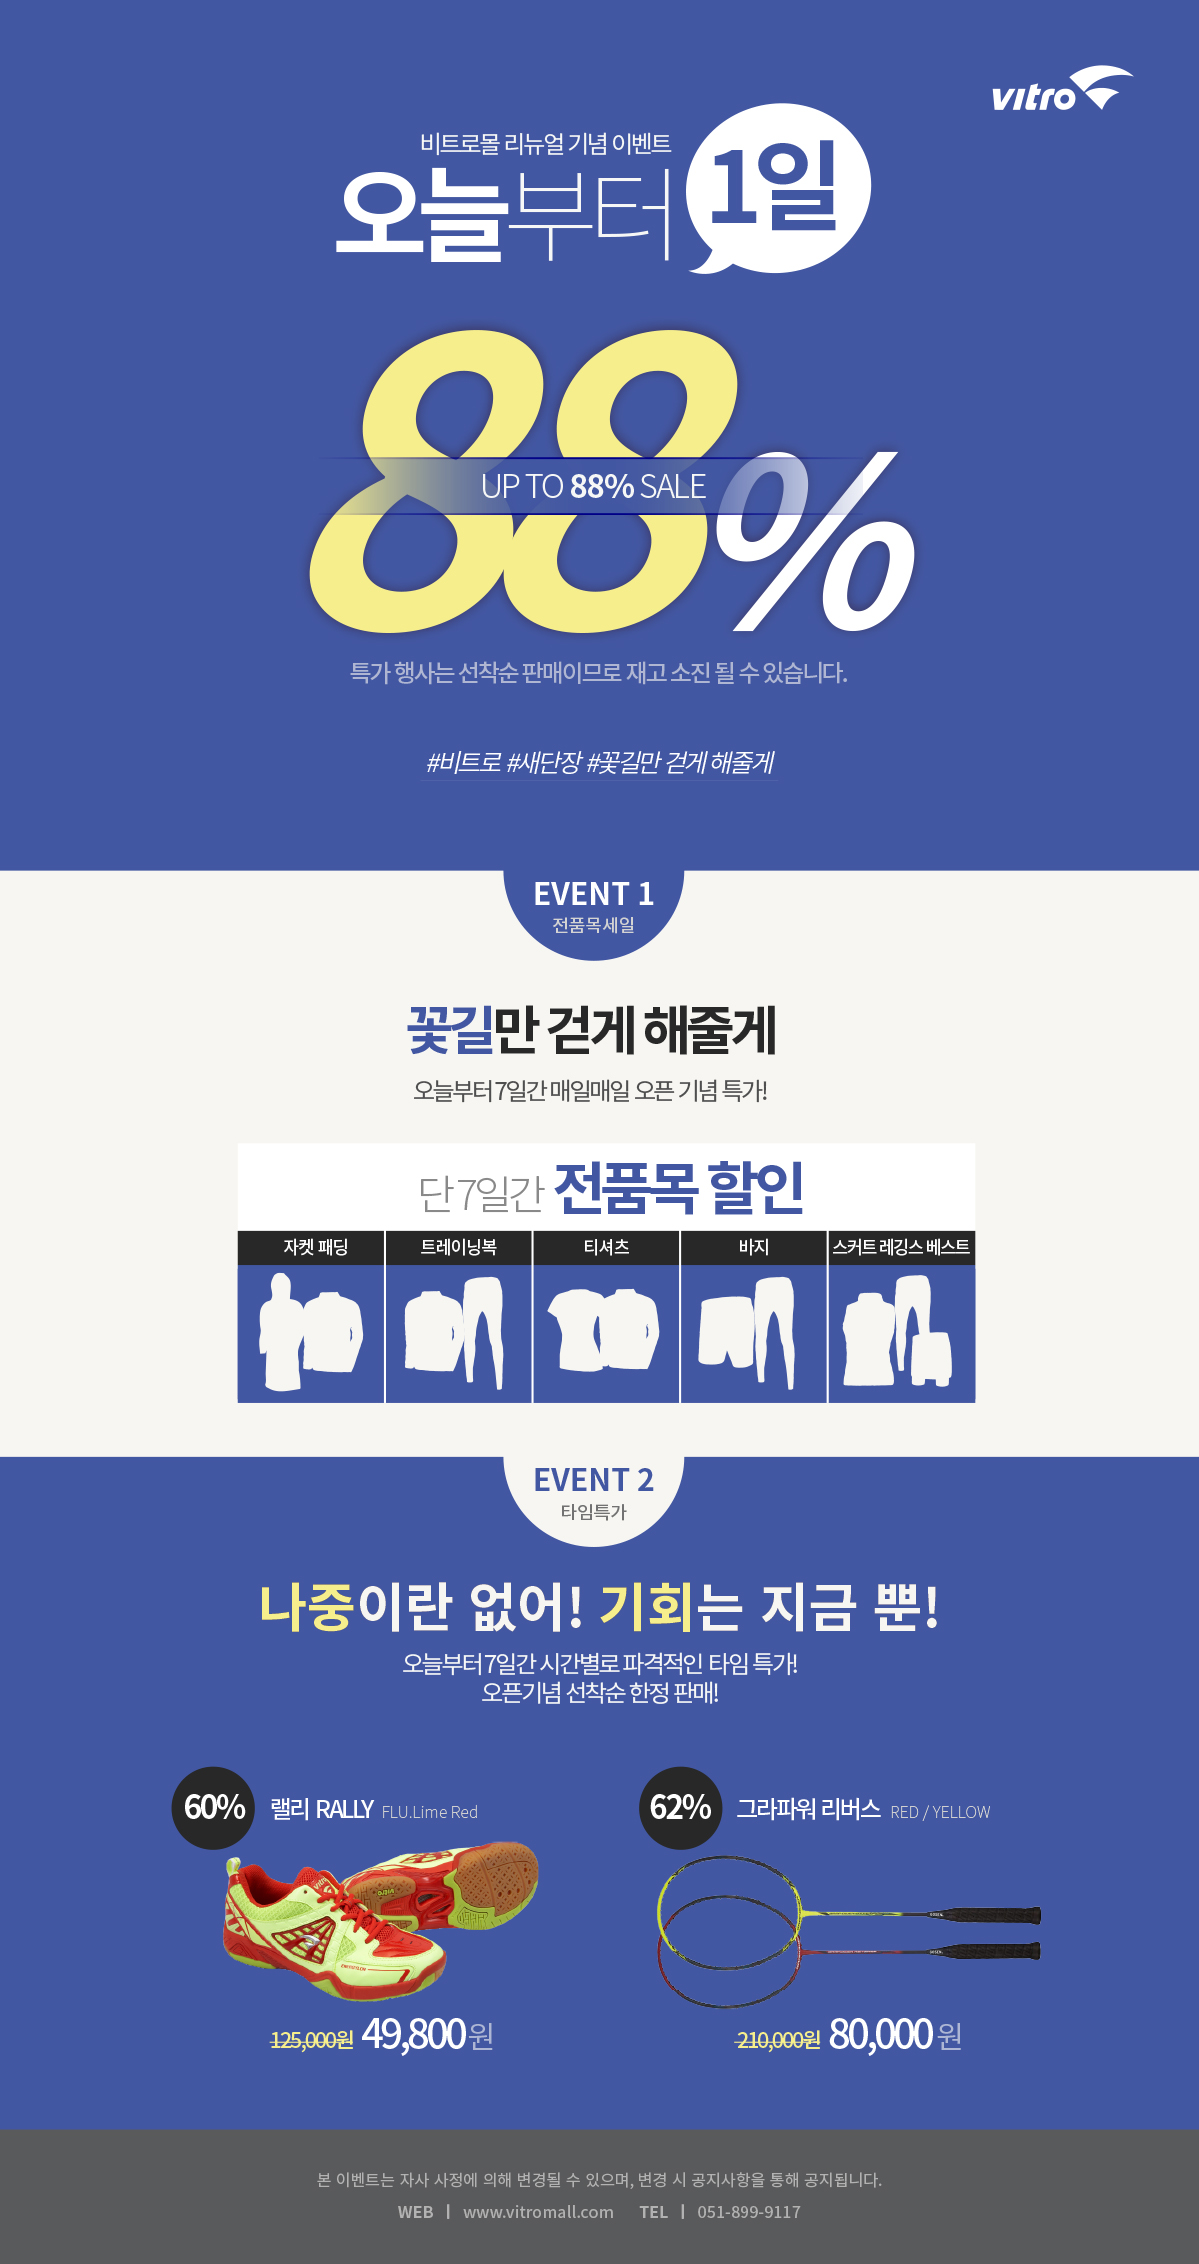 vitro
비트로몰 리뉴얼 기념 이벤트
오늘부터 1일
88%
UP TO 88% SALE
특가 행사는 선착순 판매이므로 재고 소진 될 수 있습니다.
#비트로 #새단장 #꽃길만 걷게 해줄게
EVENT 1
전품목세일
꽃길만 걷게 해줄게
오늘부터 7일간 매일매일 오픈 기념 특가!
단 7일간 전품목 할인
자켓 패딩 트레이닝복 티셔츠 바지 스커트 레깅스 베스트
EVENT 2
타임특가
나중이란 없어! 기회는 지금 뿐!
오늘부터 7일간 시간별로 파격적인 타임 특가!
오픈기념 선착순 한정 판매!
60% 랠리 RALLY FLU.Lime Red
125,000원 49,800원
62% 그라파워 리버스 RED / YELLOW
210,000원 80,000원
본 이벤트는 자사 사정에 의해 변경될 수 있으며, 변경 시 공지사항을 통해 공지됩니다.
WEB | www.vitromall.com TEL | 051-899-9117